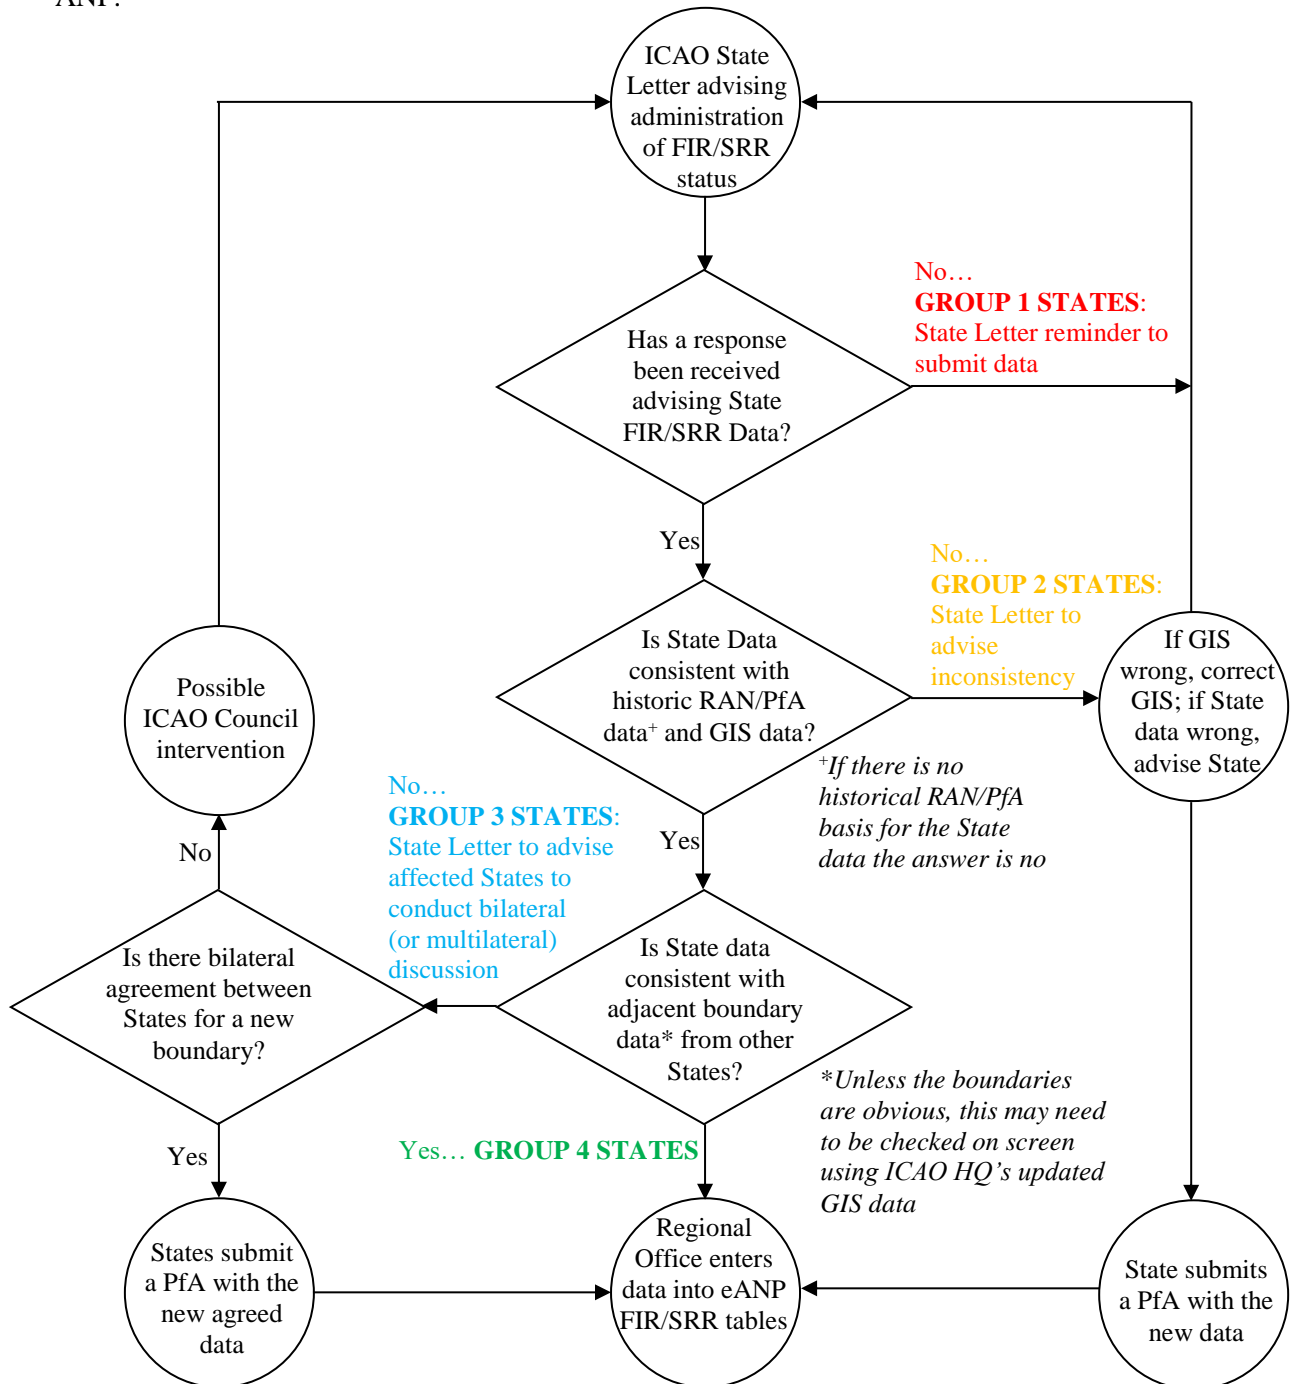 ANP.
ICAO State
Letter advising
administration
of FIR/SRR
status
No…
GROUP 1 STATES:
State Letter reminder to
submit data
Has a response
been received
advising State
FIR/SRR Data?
Yes
No…
GROUP 2 STATES:
State Letter to
advise
inconsistency
Is State Data
consistent with
historic RAN/PfA
data+ and GIS data?
If GIS
wrong, correct
GIS; if State
data wrong,
advise State
Possible
ICAO Council
intervention
+If there is no
historical RAN/PfA
basis for the State
data the answer is no
No…
GROUP 3 STATES:
State Letter to advise
affected States to
conduct bilateral
(or multilateral)
discussion
Yes
No
Is there bilateral
agreement between
States for a new
boundary?
Is State data
consistent with
adjacent boundary
data* from other
States?
*Unless the boundaries
are obvious, this may need
to be checked on screen
using ICAO HQ’s updated
GIS data
Yes
Yes… GROUP 4 STATES
States submit
a PfA with the
new agreed
data
Regional
Office enters
data into eANP
FIR/SRR tables
State submits
a PfA with the
new data